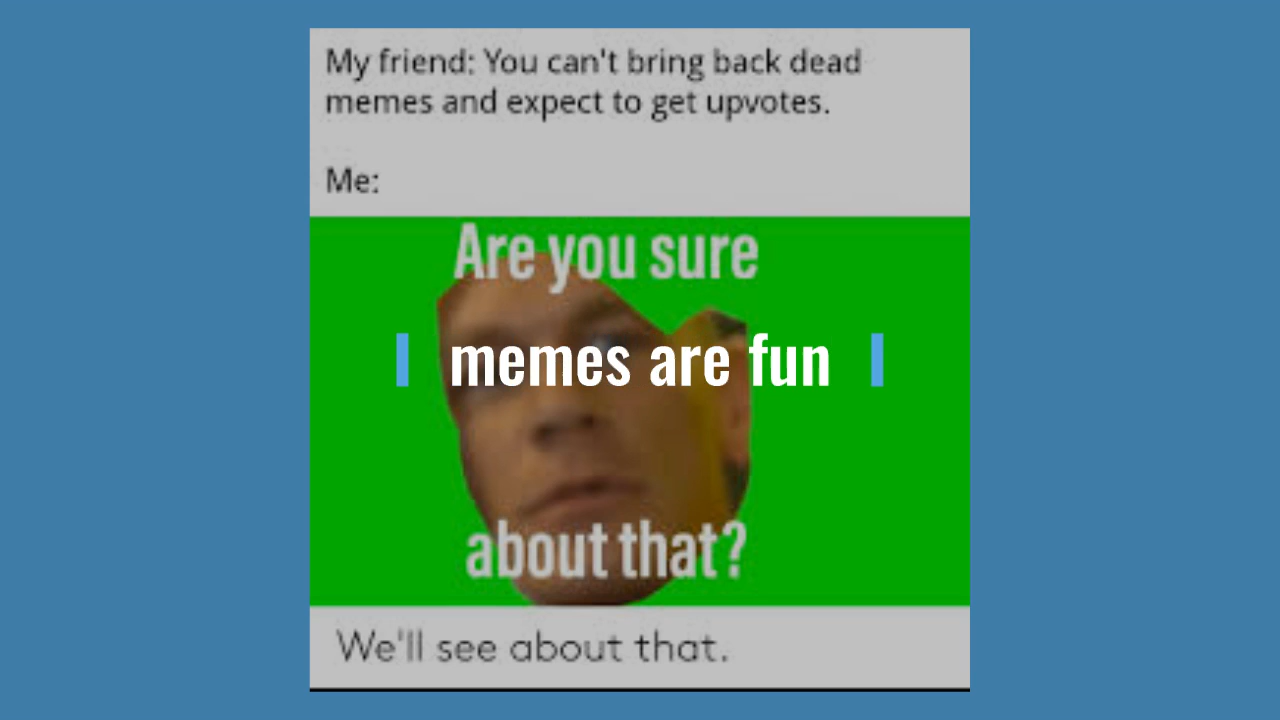 My friend: You can't bring back dead
memes and expect to get upvotes.
Me:
Are you sure
memes are fun
about that?
We'll see about that.